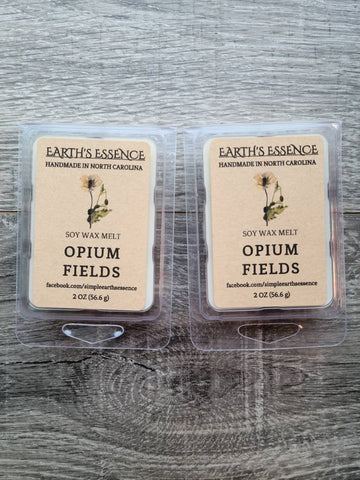 EARTH'S ESSENCE
HANDMADE IN NORTH CAROLINA
SOY WAX MELT
OPIUM
FIELDS
facebook.com/simpleearthsessence
2 OZ (56.6 g)
EARTH'S ESSENCE
HANDMADE IN NORTH CAROLINA
SOY WAX MELT
OPIUM
FIELDS
facebook.com/simpleearthsessence
2 OZ (56.6 g)